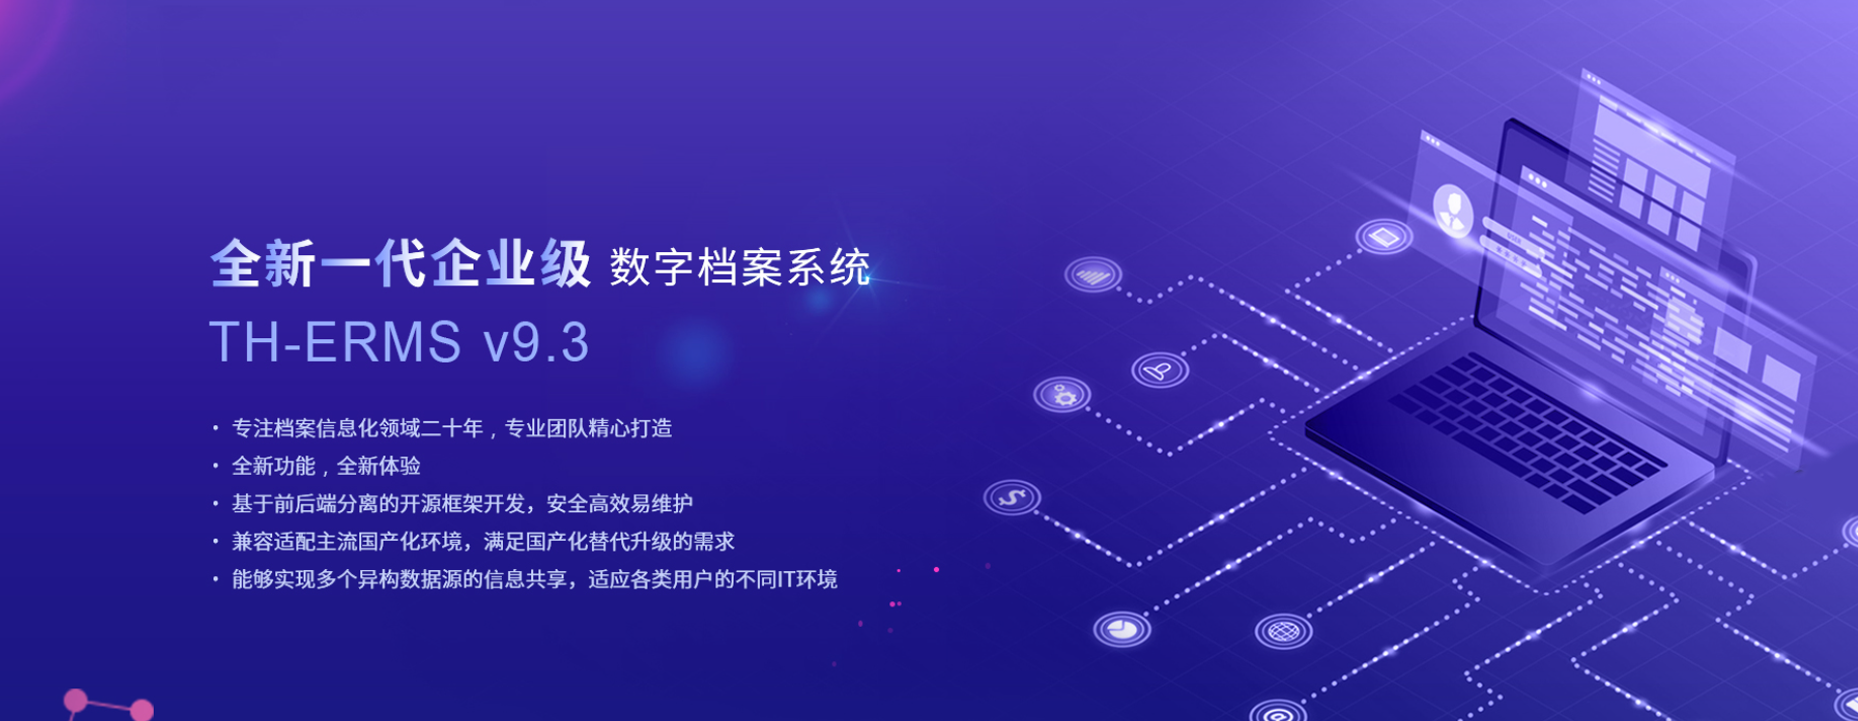 全新一代企业级 数字档案系统
TH-ERMS v9.3
· 专注档案信息化领域二十年，专业团队精心打造
· 全新功能，全新体验
· 基于前后端分离的开源框架开发，安全高效易维护
· 兼容适配主流国产化环境，满足国产化替代升级的需求
· 能够实现多个异构数据源的信息共享，适应各类用户的不同IT环境